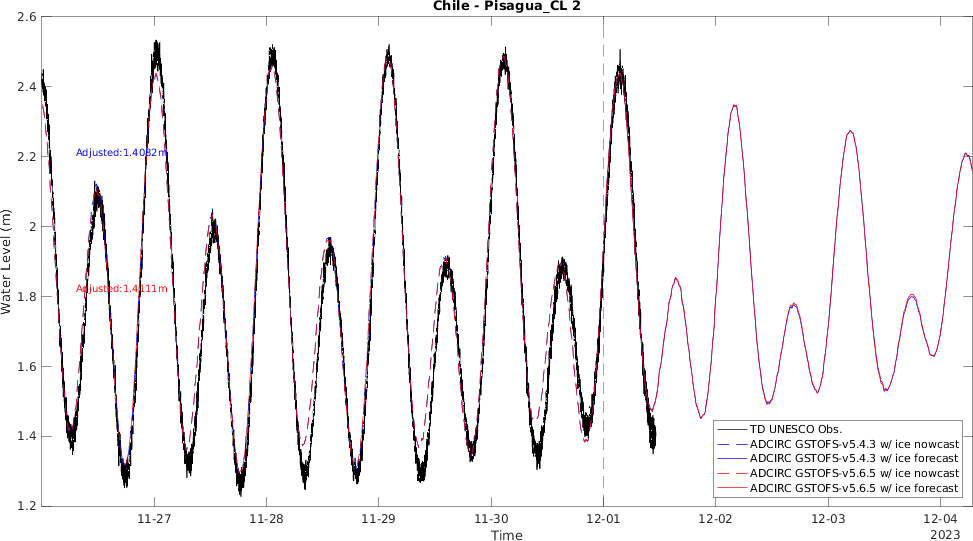 Chile - Pisagua_CL 2
2.6
2.4
2.2
2
1.8
1.6
1.4
1.2
Water Level (m)
Adjusted:1.4082m
Adjusted:1.4111m
TD UNESCO Obs.
ADCIRC GSTOFS-v5.4.3 w/ ice nowcast
ADCIRC GSTOFS-v5.4.3 w/ ice forecast
ADCIRC GSTOFS-v5.6.5 w/ ice nowcast
ADCIRC GSTOFS-v5.6.5 w/ ice forecast
11-27 11-28 11-29 11-30 12-01 12-02 12-03 12-04
Time
2023